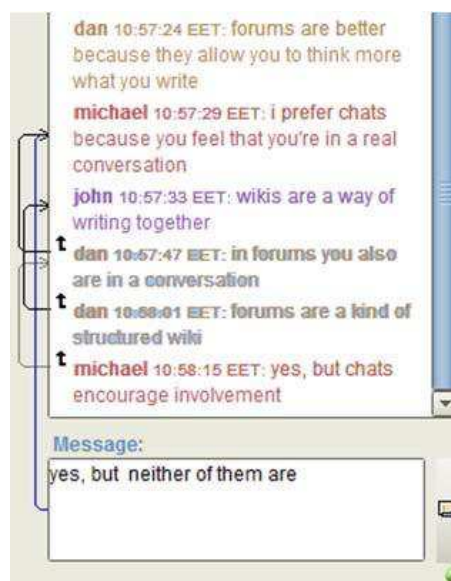 dan 10:57:24 EET: forums are better
because they allow you to think more
what you write
michael 10:57:29 EET: i prefer chats
because you feel that you're in a real
conversation
john 10:57:33 EET: wikis are a way of
writing together
t dan 10:57:47 EET: in forums you also
are in a conversation
t dan 10:58:01 EET: forums are a kind of
structured wiki
t michael 10:58:15 EET: yes, but chats
encourage involvement
Message:
yes, but neither of them are